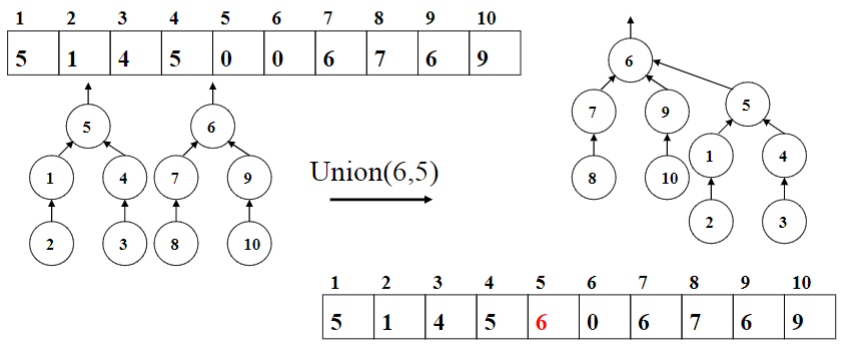 1 2 3 4 5 6 7 8 9 10
5 1 4 5 0 0 6 7 6 9
5 6
1 4 7 9
2 3 8 10
Union(6,5)
6
7 9 5
8 10 1 4
2 3
1 2 3 4 5 6 7 8 9 10
5 1 4 5 6 0 6 7 6 9